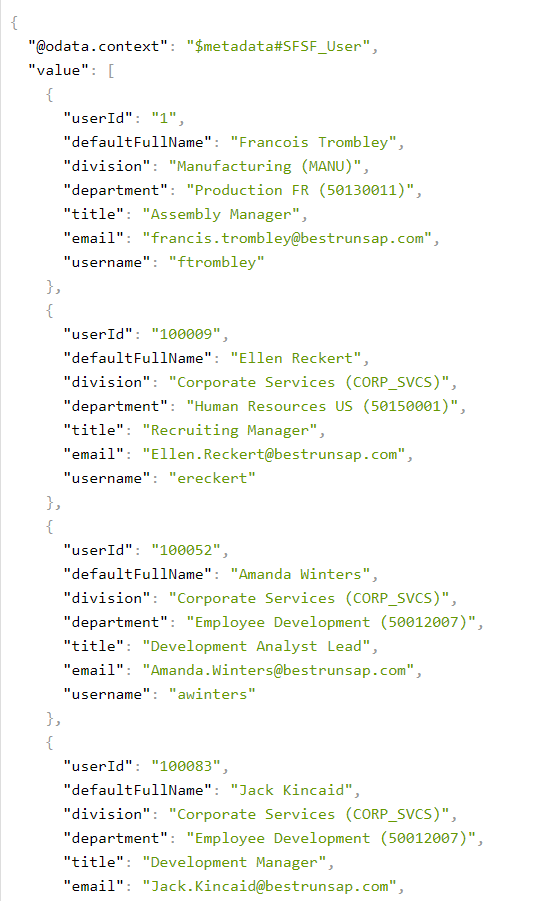 {
"@odata.context": "$metadata#SFSF_User",
"value": [
{
"userId": "1",
"defaultFullName": "Francois Trombley",
"division": "Manufacturing (MANU)",
"department": "Production FR (50130011)",
"title": "Assembly Manager",
"email": "francis.trombley@bestrunsap.com",
"username": "ftrombley"
},
{
"userId": "100009",
"defaultFullName": "Ellen Reckert",
"division": "Corporate Services (CORP_SVCS)",
"department": "Human Resources US (50150001)",
"title": "Recruiting Manager",
"email": "Ellen.Reckert@bestrunsap.com",
"username": "ereckert"
},
{
"userId": "100052",
"defaultFullName": "Amanda Winters",
"division": "Corporate Services (CORP_SVCS)",
"department": "Employee Development (50012007)",
"title": "Development Analyst Lead",
"email": "Amanda.Winters@bestrunsap.com",
"username": "awinters"
},
{
"userId": "100083",
"defaultFullName": "Jack Kincaid",
"division": "Corporate Services (CORP_SVCS)",
"department": "Employee Development (50012007)",
"title": "Development Manager",
"email": "Jack.Kincaid@bestrunsap.com",